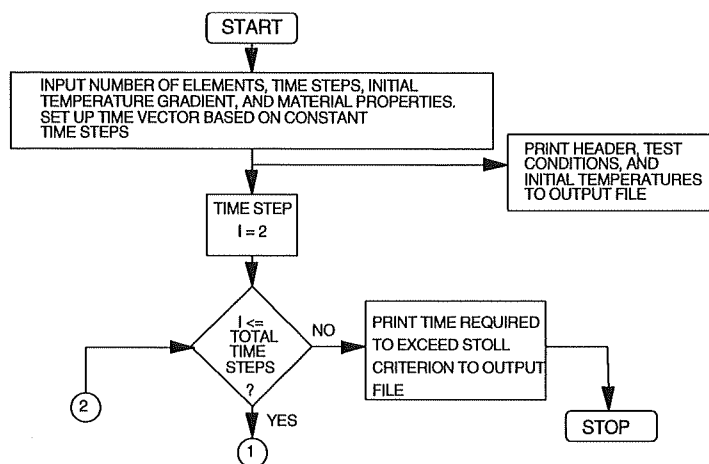 START
INPUT NUMBER OF ELEMENTS, TIME STEPS, INITIAL
TEMPERATURE GRADIENT, AND MATERIAL PROPERTIES.
SET UP TIME VECTOR BASED ON CONSTANT
TIME STEPS
PRINT HEADER, TEST
CONDITIONS, AND
INITIAL TEMPERATURES
TO OUTPUT FILE
TIME STEP
I = 2
I <=
TOTAL
TIME
STEPS
?
NO
PRINT TIME REQUIRED
TO EXCEED STOLL
CRITERION TO OUTPUT
FILE
STOP
2
YES
1